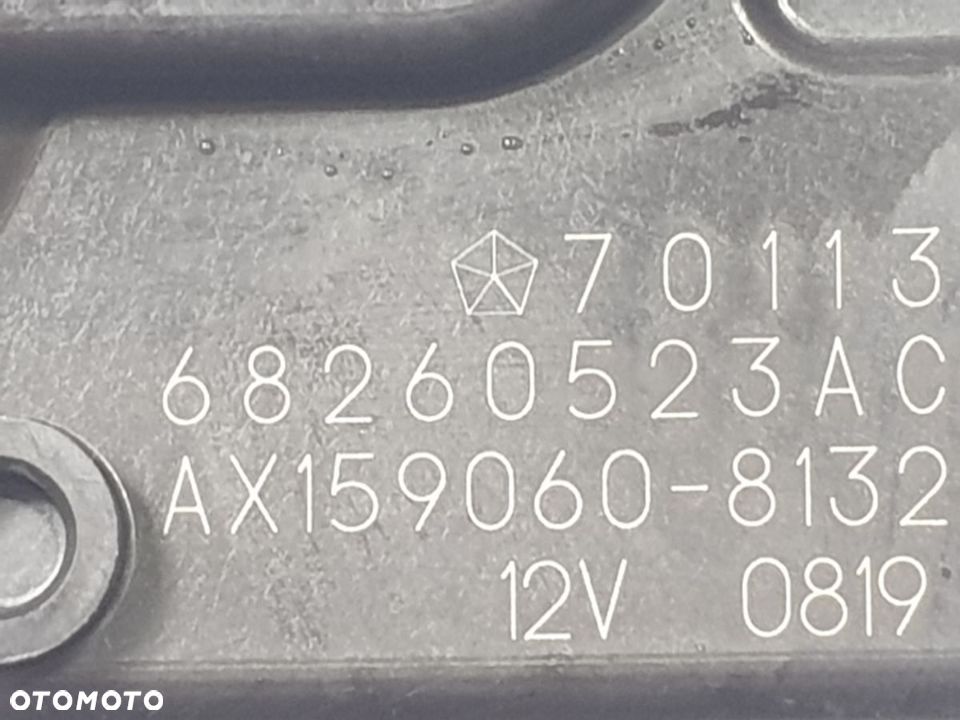 70113
68260523AC
AX159060-8132
12V 0819
OTOMOTO